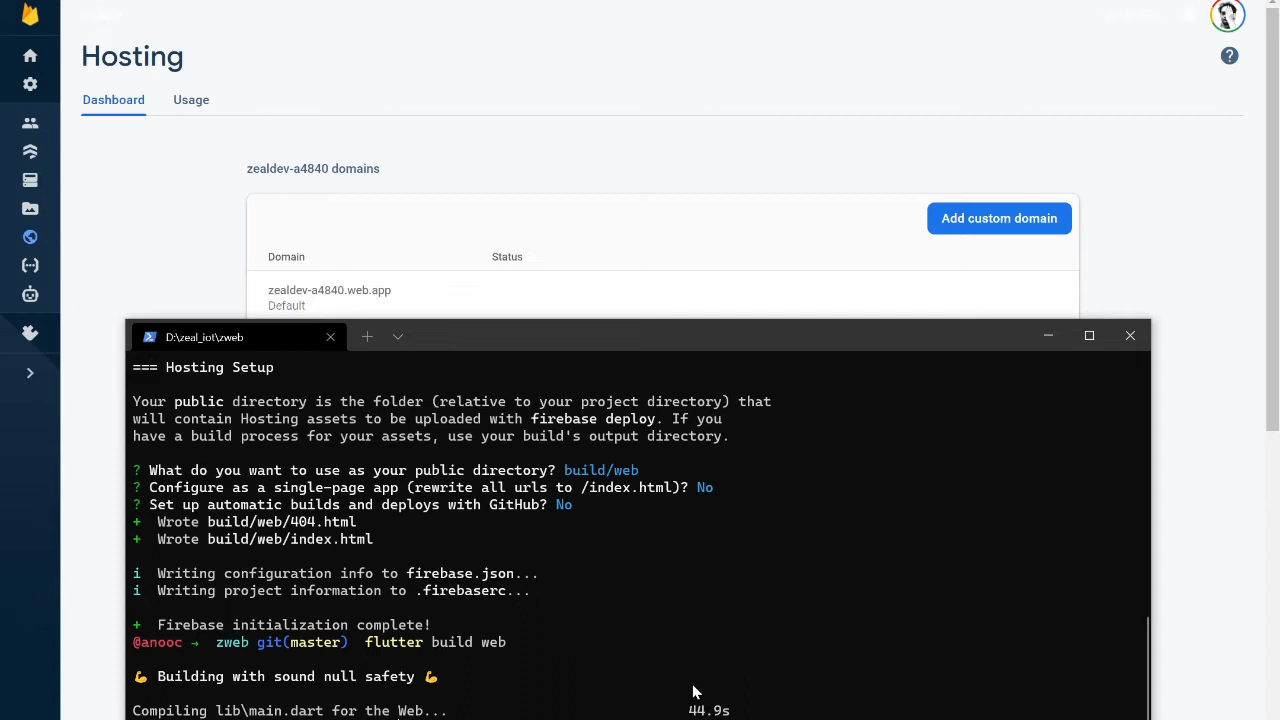 Hosting
Dashboard Usage
zealdev-a4840 domains
Add custom domain
Domain Status
zealdev-a4840.web.app
Default
D:\zeal_iot\zweb
=== Hosting Setup
Your public directory is the folder (relative to your project directory) that
will contain Hosting assets to be uploaded with firebase deploy. If you
have a build process for your assets, use your build's output directory.
? What do you want to use as your public directory? build/web
? Configure as a single-page app (rewrite all urls to /index.html)? No
? Set up automatic builds and deploys with GitHub? No
+ Wrote build/web/404.html
+ Wrote build/web/index.html
i Writing configuration info to firebase.json...
i Writing project information to .firebaserc...
+ Firebase initialization complete!
@anooc → zweb git(master) flutter build web
💪 Building with sound null safety 💪
Compiling lib\main.dart for the Web... 44.9s